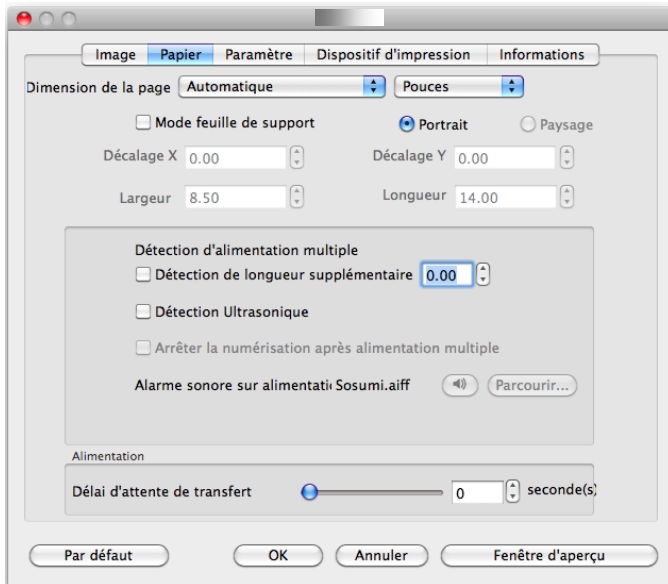 Image Papier Paramètre Dispositif d'impression Informations
Dimension de la page Automatique Pouces
Mode feuille de support Portrait Paysage
Décalage X 0.00 Décalage Y 0.00
Largeur 8.50 Longueur 14.00
Détection d'alimentation multiple
Détection de longueur supplémentaire 0.00
Détection Ultrasonique
Arrêter la numérisation après alimentation multiple
Alarme sonore sur alimentati Sosumi.aiff Parcourir...
Alimentation
Délai d'attente de transfert 0 seconde(s)
Par défaut OK Annuler Fenêtre d'aperçu